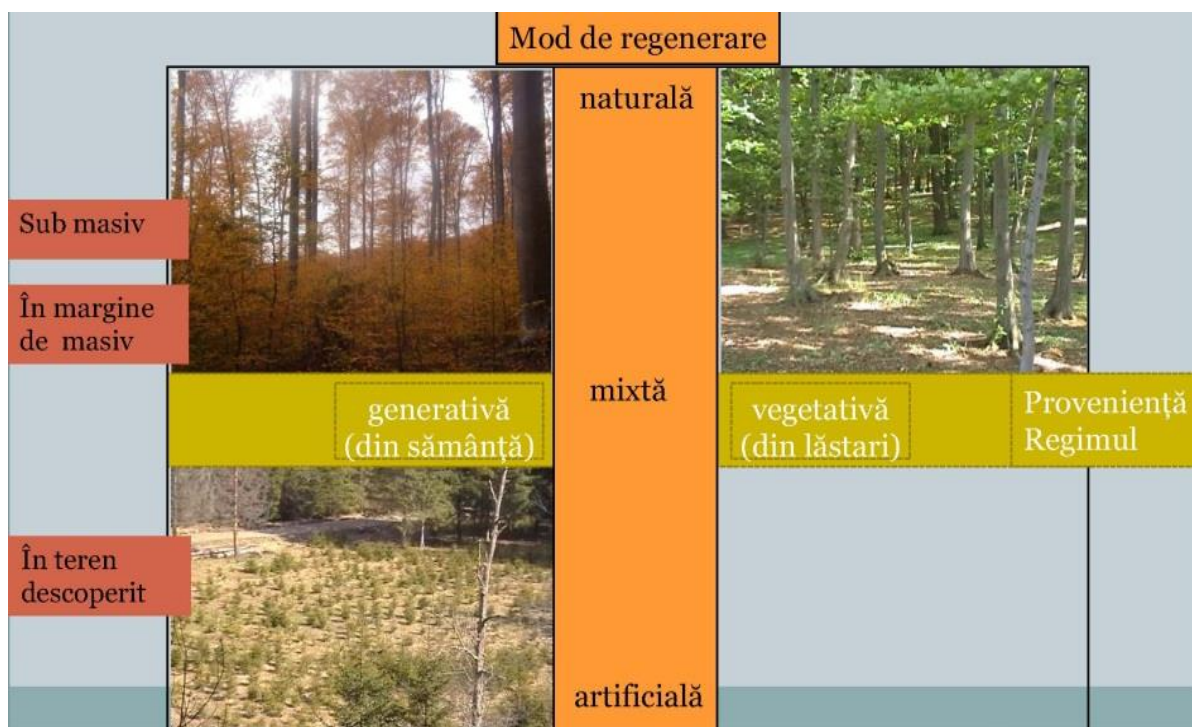 Mod de regenerare
naturală
Sub masiv
În margine
de masiv
mixtă
generativă
(din sămânță)
vegetativă
(din lăstari)
Proveniență
Regimul
În teren
descoperit
artificială